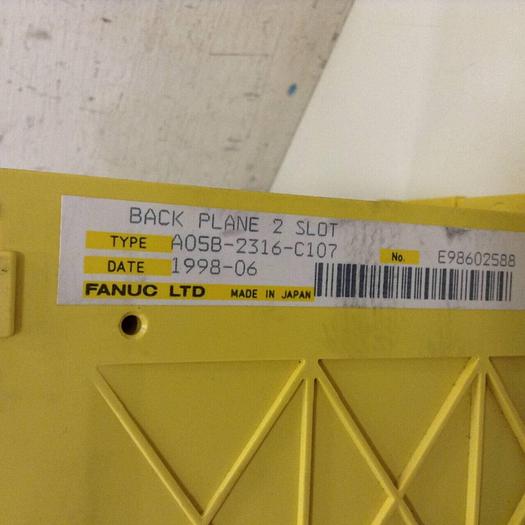 BACK PLANE 2 SLOT
TYPE A05B-2316-C107 No. E98602588
DATE 1998-06
FANUC LTD MADE IN JAPAN